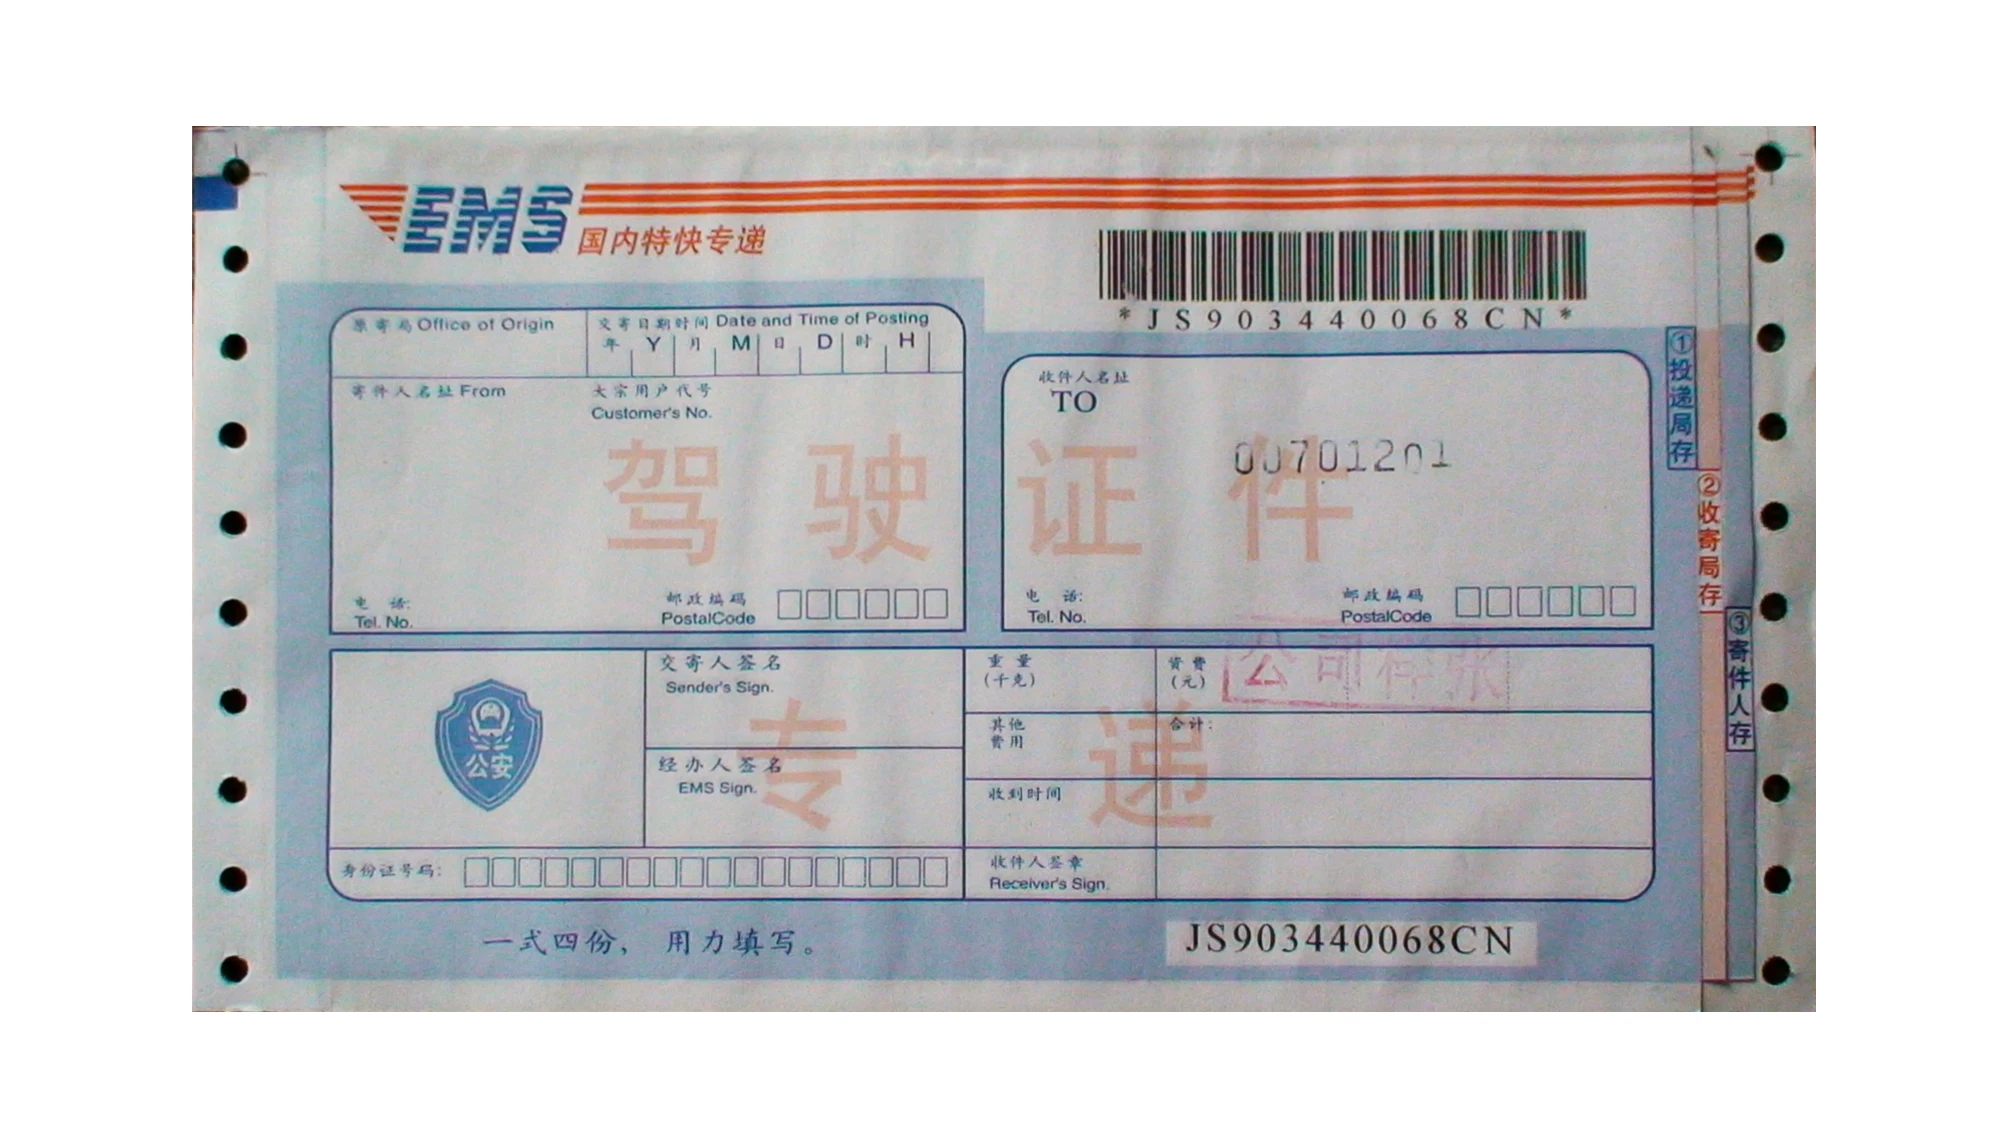 EMS
国内特快专递
*JS903440068CN*
原寄局 Office of Origin
交寄日期时间 Date and Time of Posting
年 Y 月 M 日 D 时 H
寄件人名址 From
大宗用户代号
Customer's No.
电 话:
Tel. No.
邮政编码
PostalCode
收件人名址
TO
00701201
电 话:
Tel. No.
邮政编码
PostalCode
驾驶证件
专递
公安
交寄人签名
Sender's Sign.
经办人签名
EMS Sign.
身份证号码:
重量
(千克)
资费
(元)
公司样张
其他
费用
合计:
收到时间
收件人签章
Receiver's Sign.
一式四份, 用力填写。
JS903440068CN
①投递局存
②收寄局存
③寄件人存